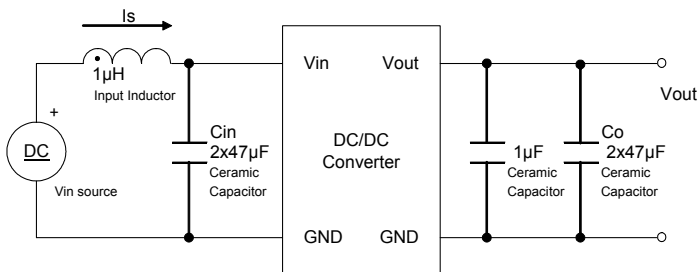 Is
1µH
Input Inductor
+
DC
Vin source
Cin
2x47µF
Ceramic
Capacitor
Vin
Vout
DC/DC
Converter
GND
GND
1µF
Ceramic
Capacitor
Co
2x47µF
Ceramic
Capacitor
Vout